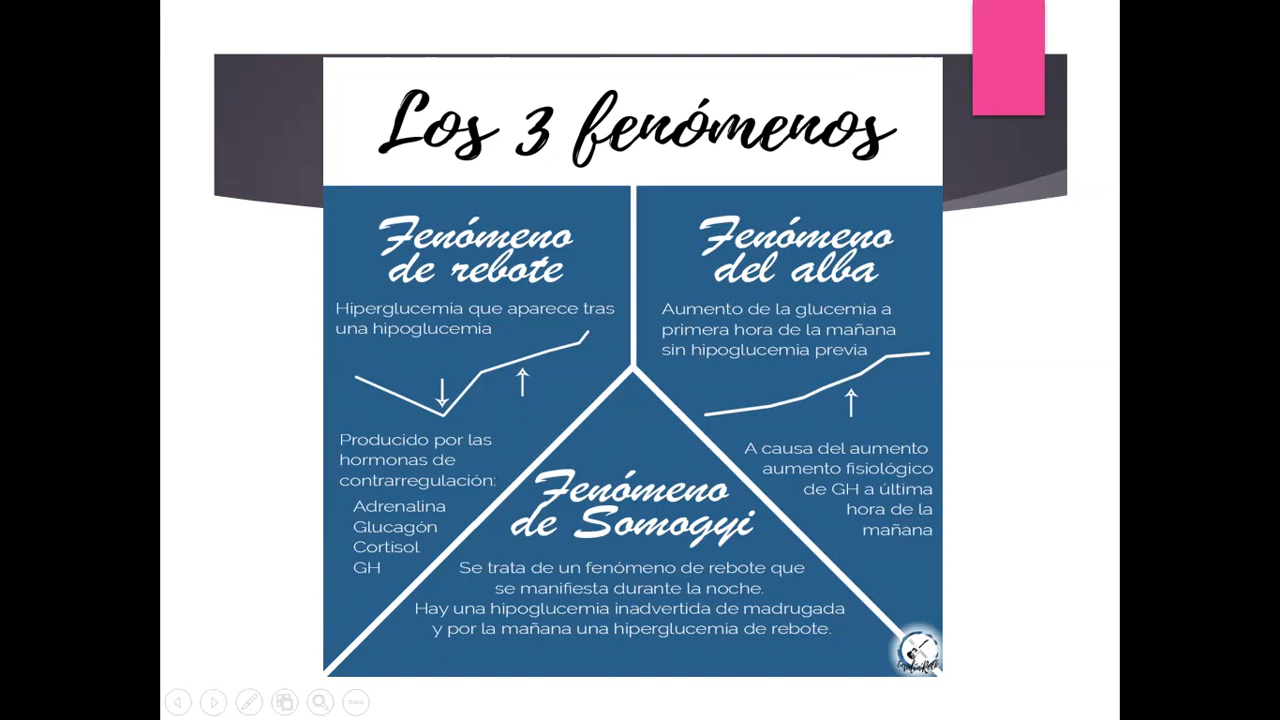 Los 3 fenómenos
Fenómeno
de rebote
Hiperglucemia que aparece tras
una hipoglucemia
Producido por las
hormonas de
contrarregulación:
Adrenalina
Glucagón
Cortisol
GH
Fenómeno
del alba
Aumento de la glucemia a
primera hora de la mañana
sin hipoglucemia previa
A causa del aumento
aumento fisiológico
de GH a última
hora de la
mañana
Fenómeno
de Somogyi
Se trata de un fenómeno de rebote que
se manifiesta durante la noche.
Hay una hipoglucemia inadvertida de madrugada
y por la mañana una hiperglucemia de rebote.